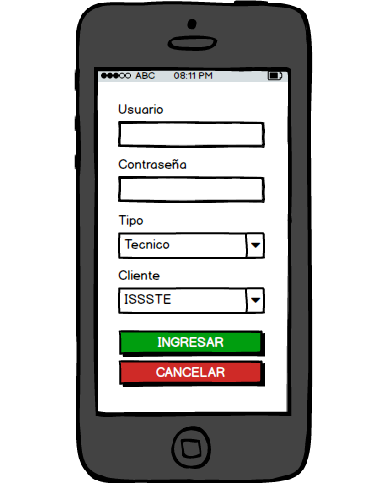 ABC 08:11 PM
Usuario
Contraseña
Tipo
Tecnico
Cliente
ISSSTE
INGRESAR
CANCELAR